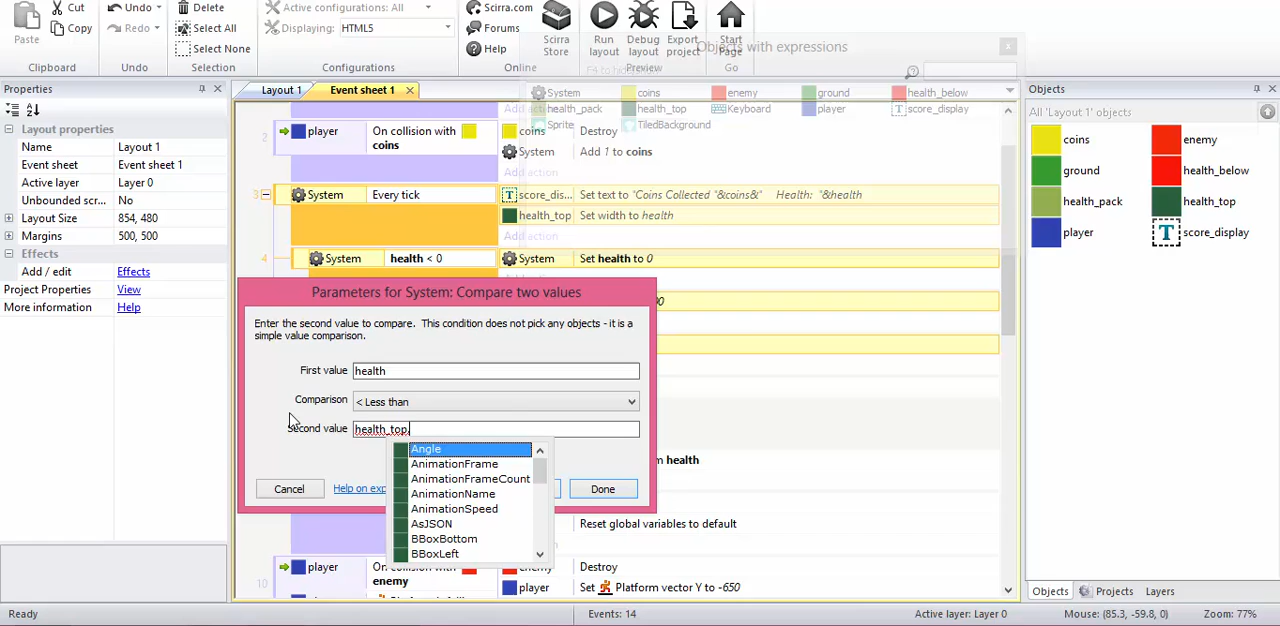 Cut
Undo
Delete
Active configurations: All
Scirra.com
Paste
Copy
Redo
Select All
Displaying:
HTML5
Forums
Scirra
Store
Run
layout
Debug
layout
Export
project
Start
Page
Objects with expressions
Select None
Help
Clipboard
Undo
Selection
Configurations
Online
Preview
Go
Properties
Layout 1
Event sheet 1
System
coins
enemy
ground
health_below
health_pack
health_top
Keyboard
player
score_display
Sprite
TiledBackground
Objects
All 'Layout 1' objects
Layout properties
Name
Layout 1
Event sheet
Event sheet 1
Active layer
Layer 0
Unbounded scr...
No
Layout Size
854, 480
Margins
500, 500
Effects
Add / edit
Effects
Project Properties
View
More information
Help
Add action
2
player
On collision with
coins
coins
Destroy
System
Add 1 to coins
Add action
3
System
Every tick
score_dis...
Set text to "Coins Collected "&coins&" Health: "&health
health_top
Set width to health
Add action
4
System
health < 0
System
Set health to 0
Parameters for System: Compare two values
Enter the second value to compare. This condition does not pick any objects - it is a
simple value comparison.
First value
health
Comparison
< Less than
Second value
health_top.
Angle
AnimationFrame
AnimationFrameCount
AnimationName
AnimationSpeed
AsJSON
BBoxBottom
BBoxLeft
Cancel
Help on exp
Done
m health
Reset global variables to default
10
player
On collision with
enemy
enemy
Destroy
player
Set Platform vector Y to -650
coins
enemy
ground
health_below
health_pack
health_top
player
T
score_display
Objects
Projects
Layers
Ready
Events: 14
Active layer: Layer 0
Mouse: (85.3, -59.8, 0)
Zoom: 77%